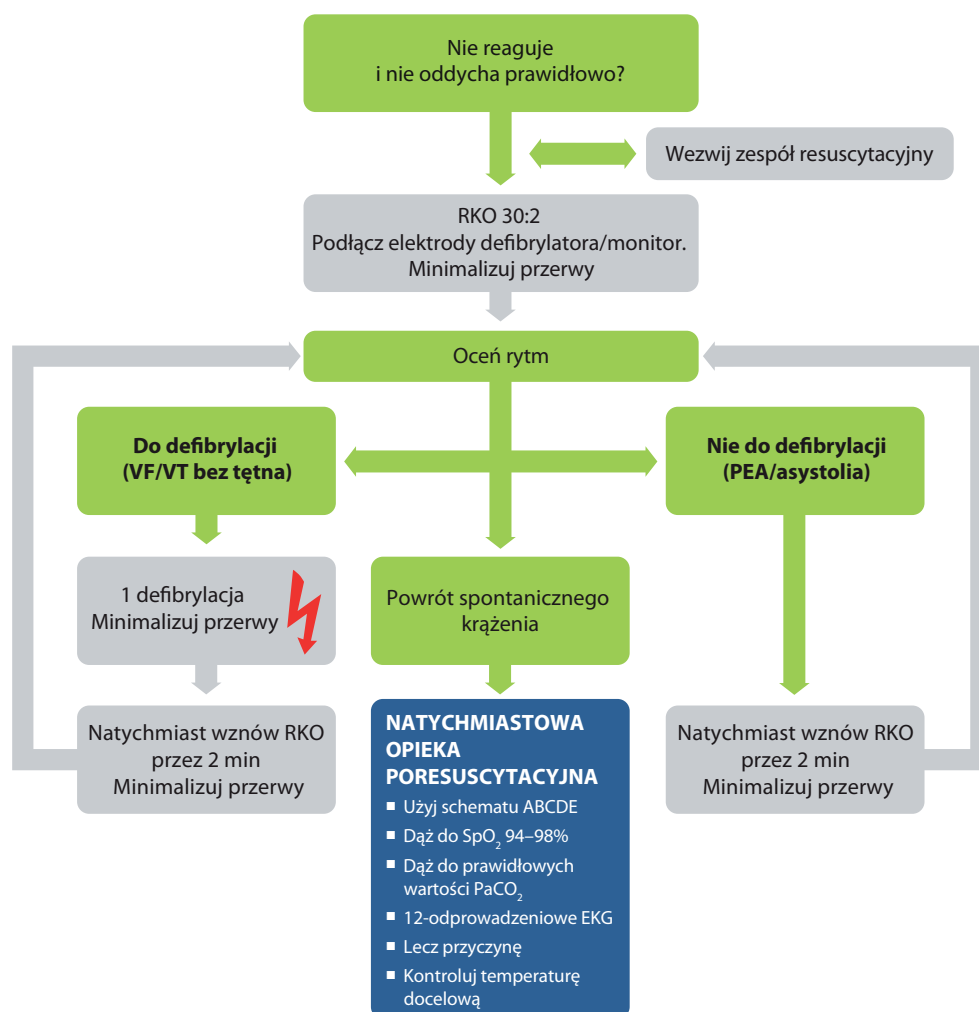 Nie reaguje
i nie oddycha prawidłowo?
Wezwij zespół resuscytacyjny
RKO 30:2
Podłącz elektrody defibrylatora/monitor.
Minimalizuj przerwy
Oceń rytm
Do defibrylacji
(VF/VT bez tętna)
Nie do defibrylacji
(PEA/asystolia)
1 defibrylacja
Minimalizuj przerwy
Powrót spontanicznego
krążenia
Natychmiast wznów RKO
przez 2 min
Minimalizuj przerwy
NATYCHMIASTOWA
OPIEKA
PORESUSCYTACYJNA
▪ Użyj schematu ABCDE
▪ Dąż do SpO₂ 94–98%
▪ Dąż do prawidłowych
wartości PaCO₂
▪ 12-odprowadzeniowe EKG
▪ Lecz przyczynę
▪ Kontroluj temperaturę
docelową
Natychmiast wznów RKO
przez 2 min
Minimalizuj przerwy